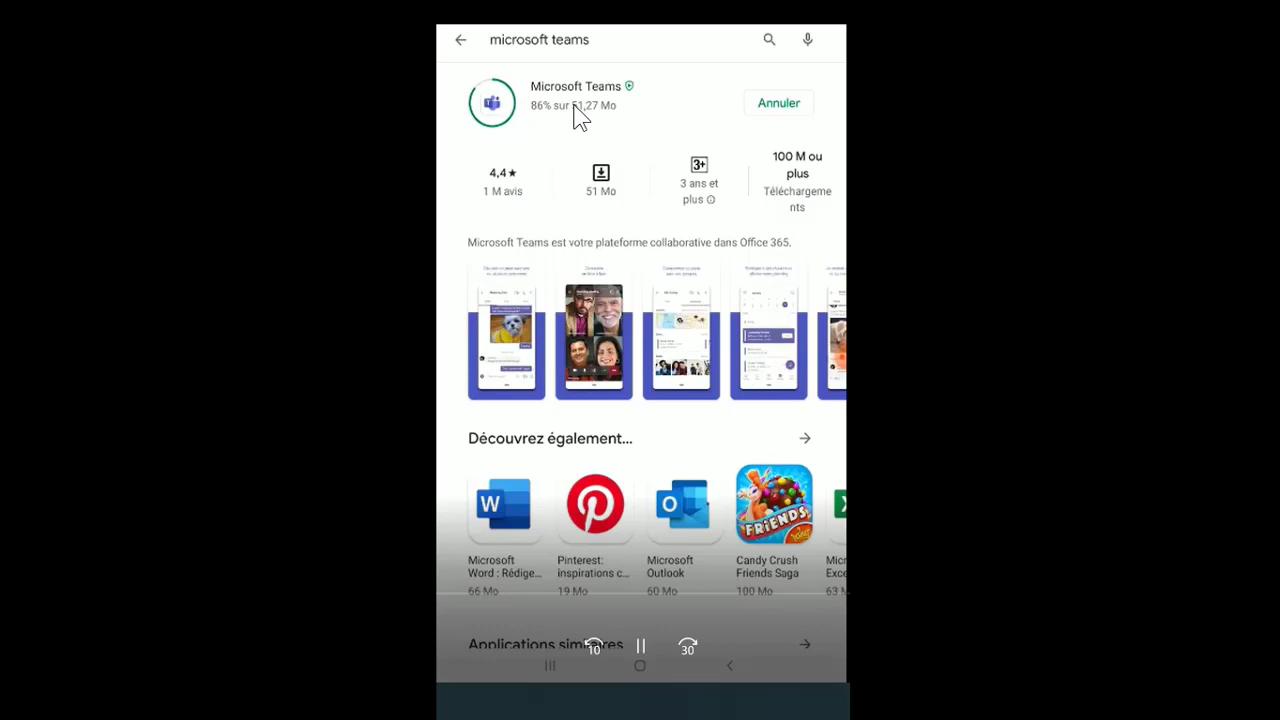 microsoft teams
Microsoft Teams
86% sur 51,27 Mo
Annuler
4,4★
1 M avis
51 Mo
3+
3 ans et
plus
100 M ou
plus
Téléchargeme
nts
Microsoft Teams est votre plateforme collaborative dans Office 365.
Découvrez également...
W
O
FRIENDS
Microsoft
Word : Rédige...
66 Mo
Pinterest:
inspirations c...
19 Mo
Microsoft
Outlook
60 Mo
Candy Crush
Friends Saga
100 Mo
Micr
Exce
63 M
Applications similaires
10
30